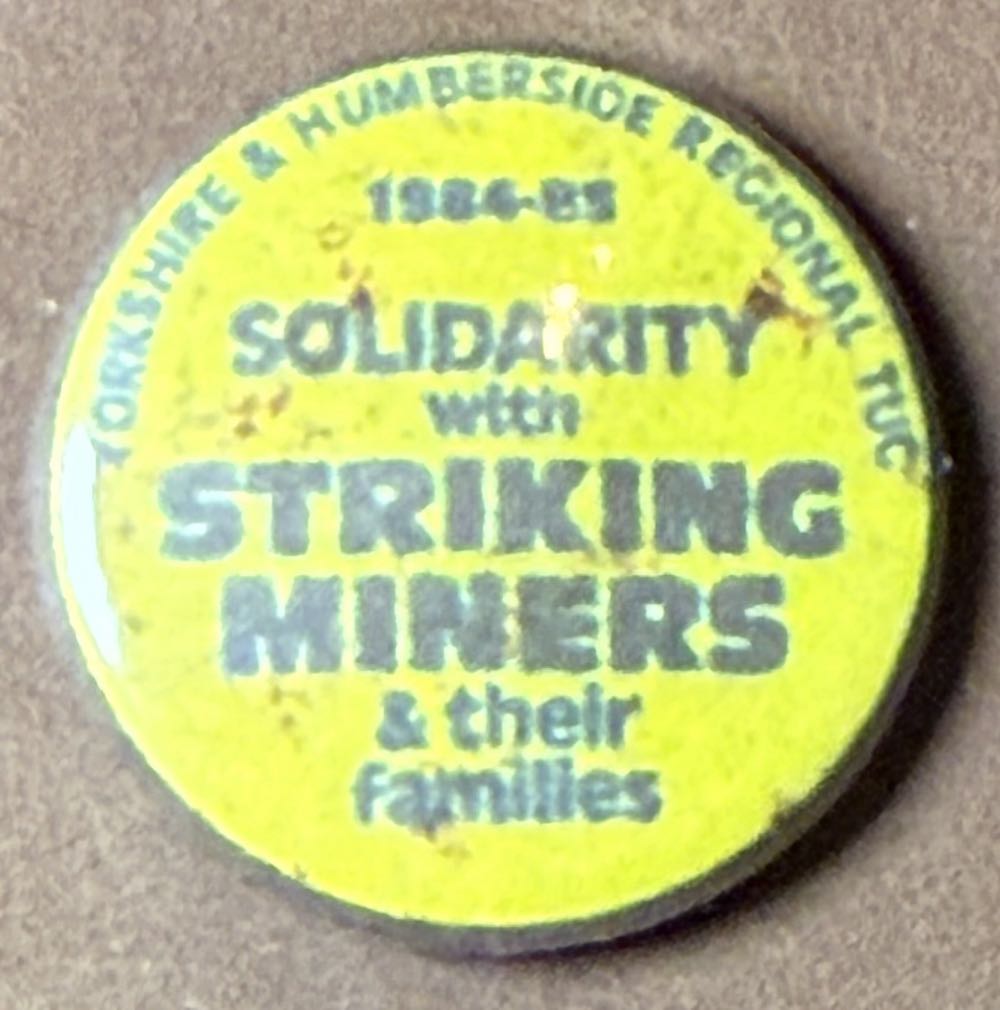 YORKSHIRE & HUMBERSIDE REGIONAL TUC
1984-85
SOLIDARITY
with
STRIKING
MINERS
& their
families